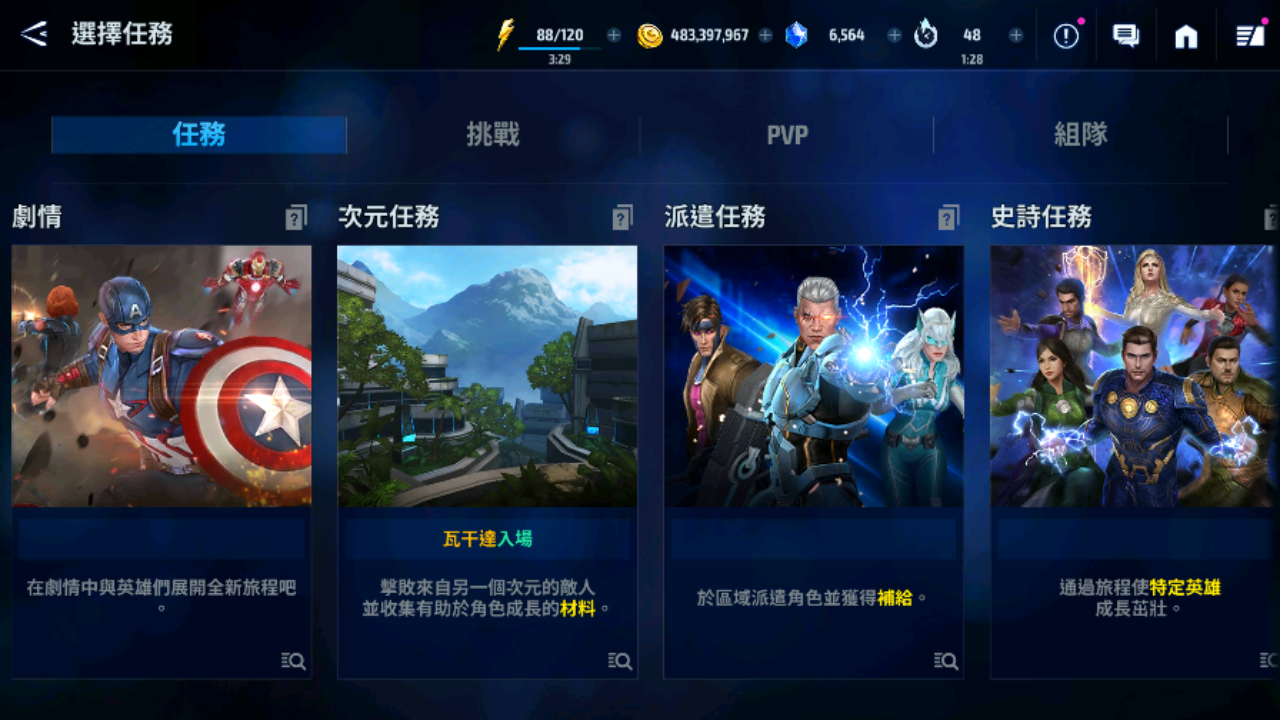 選擇任務
88/120
3:29
483,397,967
6,564
48
1:28
任務
挑戰
PVP
組隊
劇情
次元任務
派遣任務
史詩任務
在劇情中與英雄們展開全新旅程吧
。
瓦干達入場
擊敗來自另一個次元的敵人
並收集有助於角色成長的材料。
於區域派遣角色並獲得補給。
通過旅程使特定英雄
成長茁壯。